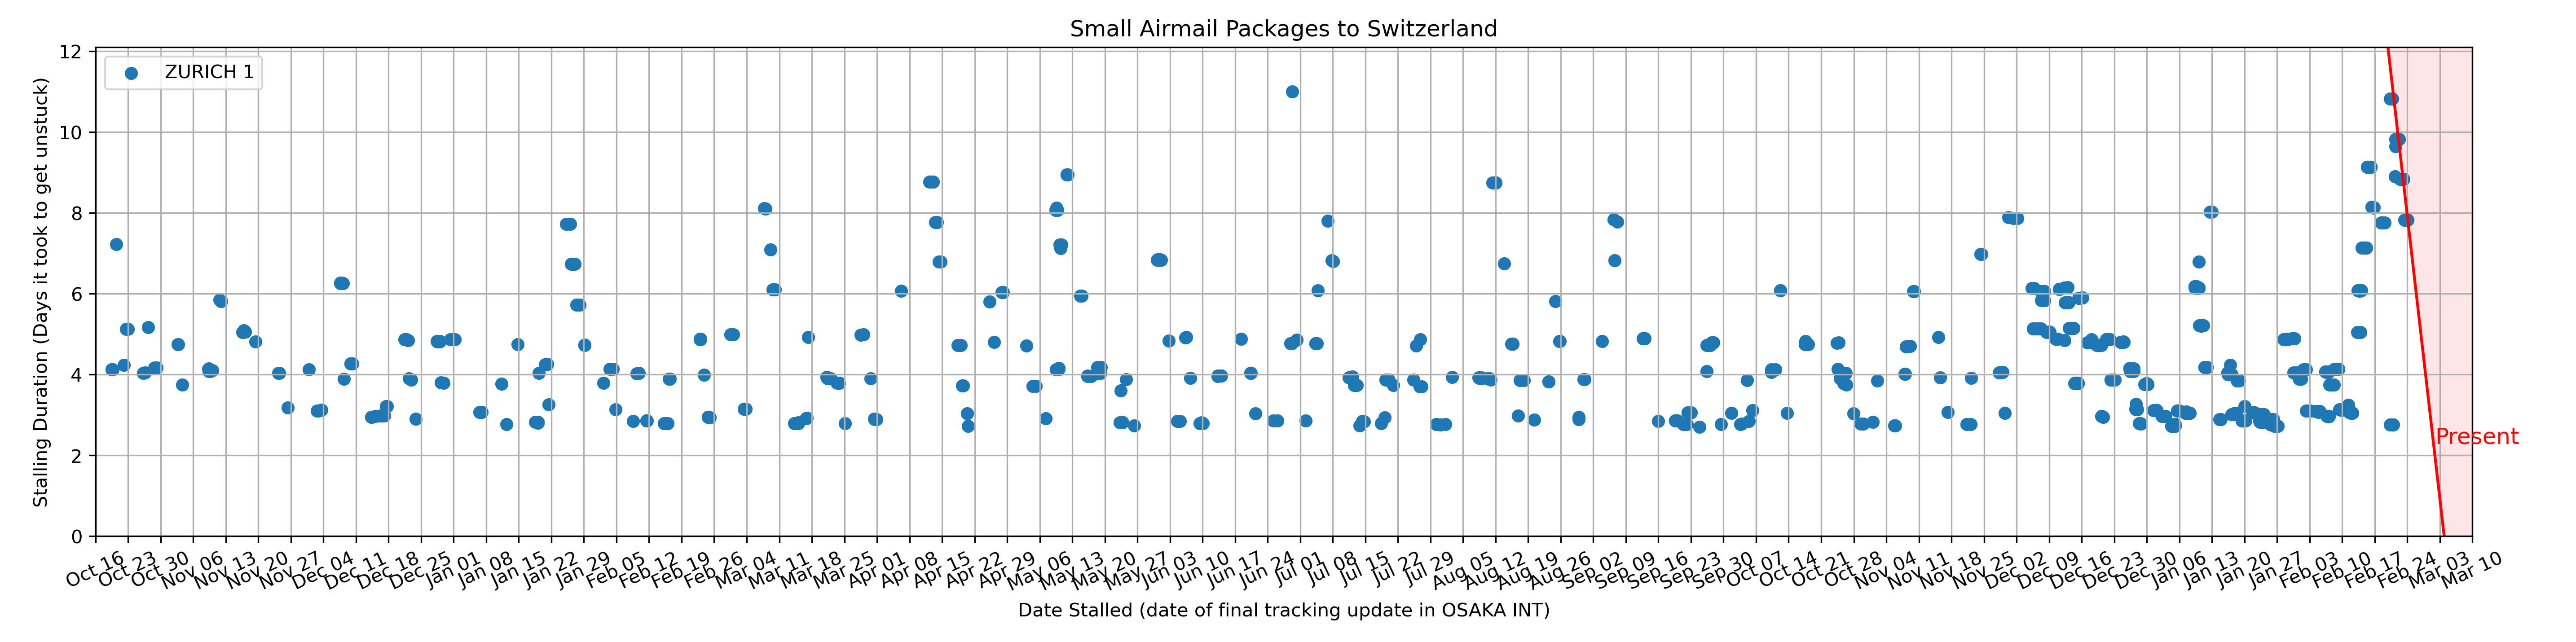 Small Airmail Packages to Switzerland
ZURICH 1
Stalling Duration (Days it took to get unstuck)
12
10
8
6
4
2
0
Present
Oct 16 Oct 23 Oct 30 Nov 06 Nov 13 Nov 20 Nov 27 Dec 04 Dec 11 Dec 18 Dec 25 Jan 01 Jan 08 Jan 15 Jan 22 Jan 29 Feb 05 Feb 12 Feb 19 Feb 26 Mar 04 Mar 11 Mar 18 Mar 25 Apr 01 Apr 08 Apr 15 Apr 22 Apr 29 May 06 May 13 May 20 May 27 Jun 03 Jun 10 Jun 17 Jun 24 Jul 01 Jul 08 Jul 15 Jul 22 Jul 29 Aug 05 Aug 12 Aug 19 Aug 26 Sep 02 Sep 09 Sep 16 Sep 23 Sep 30 Oct 07 Oct 14 Oct 21 Oct 28 Nov 04 Nov 11 Nov 18 Nov 25 Dec 02 Dec 09 Dec 16 Dec 23 Dec 30 Jan 06 Jan 13 Jan 20 Jan 27 Feb 03 Feb 10 Feb 17 Feb 24 Mar 03 Mar 10
Date Stalled (date of final tracking update in OSAKA INT)